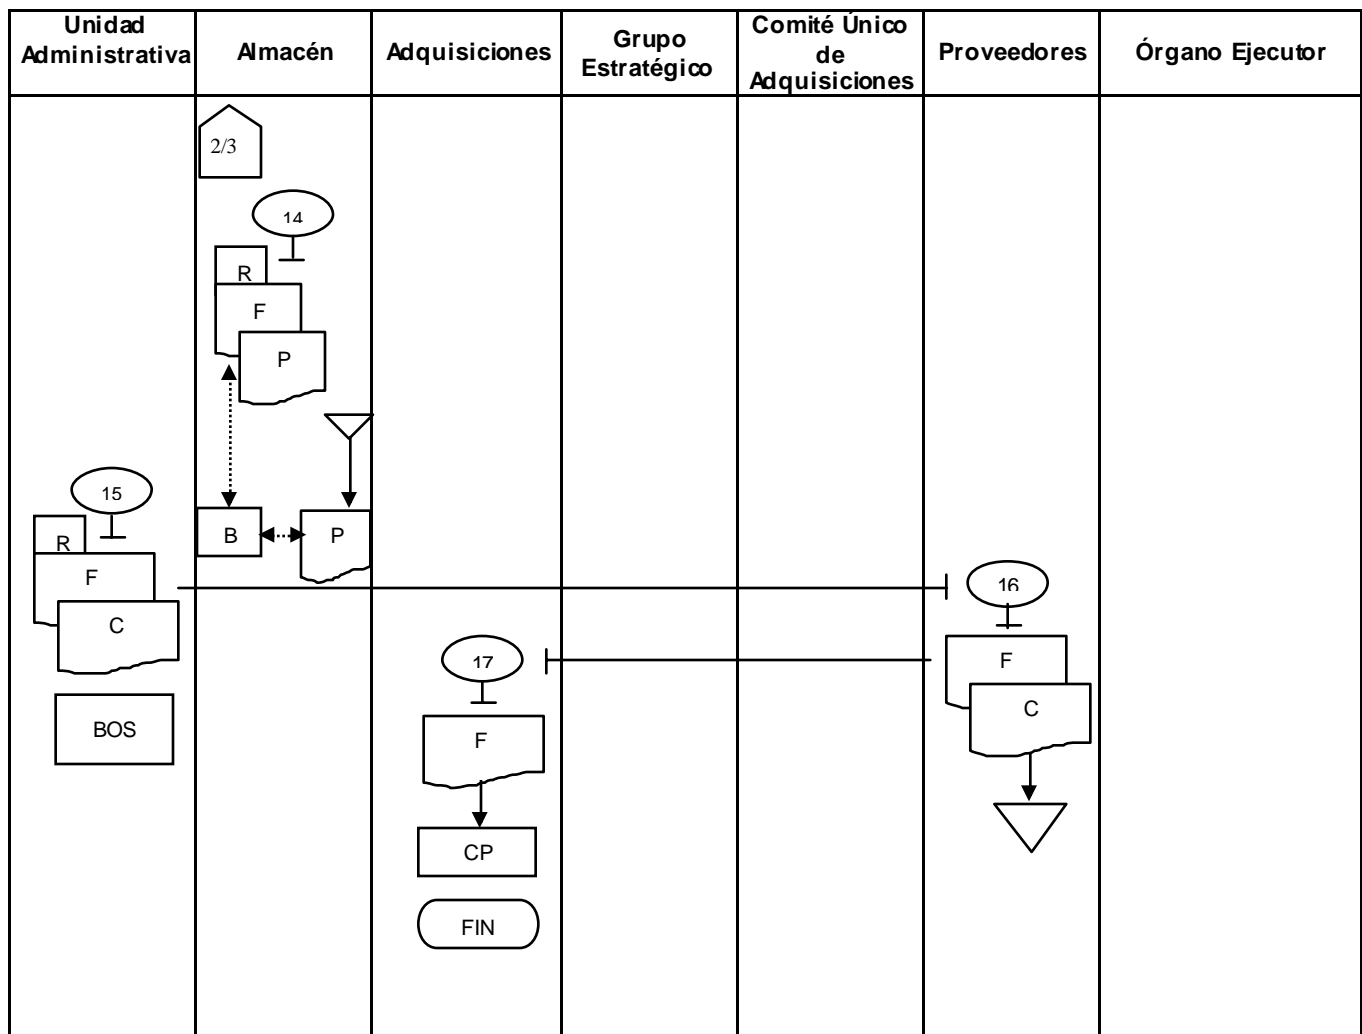 Unidad
Administrativa
Almacén
Adquisiciones
Grupo
Estratégico
Comité Único
de
Adquisiciones
Proveedores
Órgano Ejecutor
2/3
14
R
F
P
15
R
F
C
BOS
B
P
16
F
C
17
F
CP
FIN